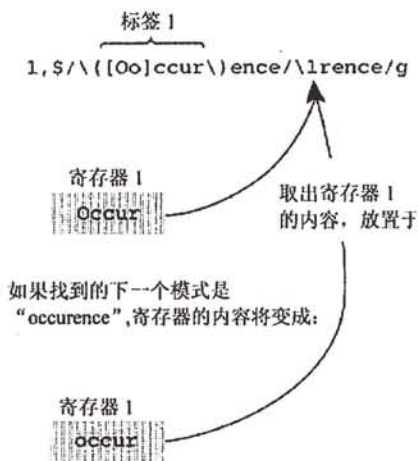 标签 1
1,$/\([Oo]ccur\)ence/\1rence/g
寄存器 1
Occur
取出寄存器 1
的内容，放置于
如果找到的下一个模式是
“occurence”,寄存器的内容将变成：
寄存器 1
occur